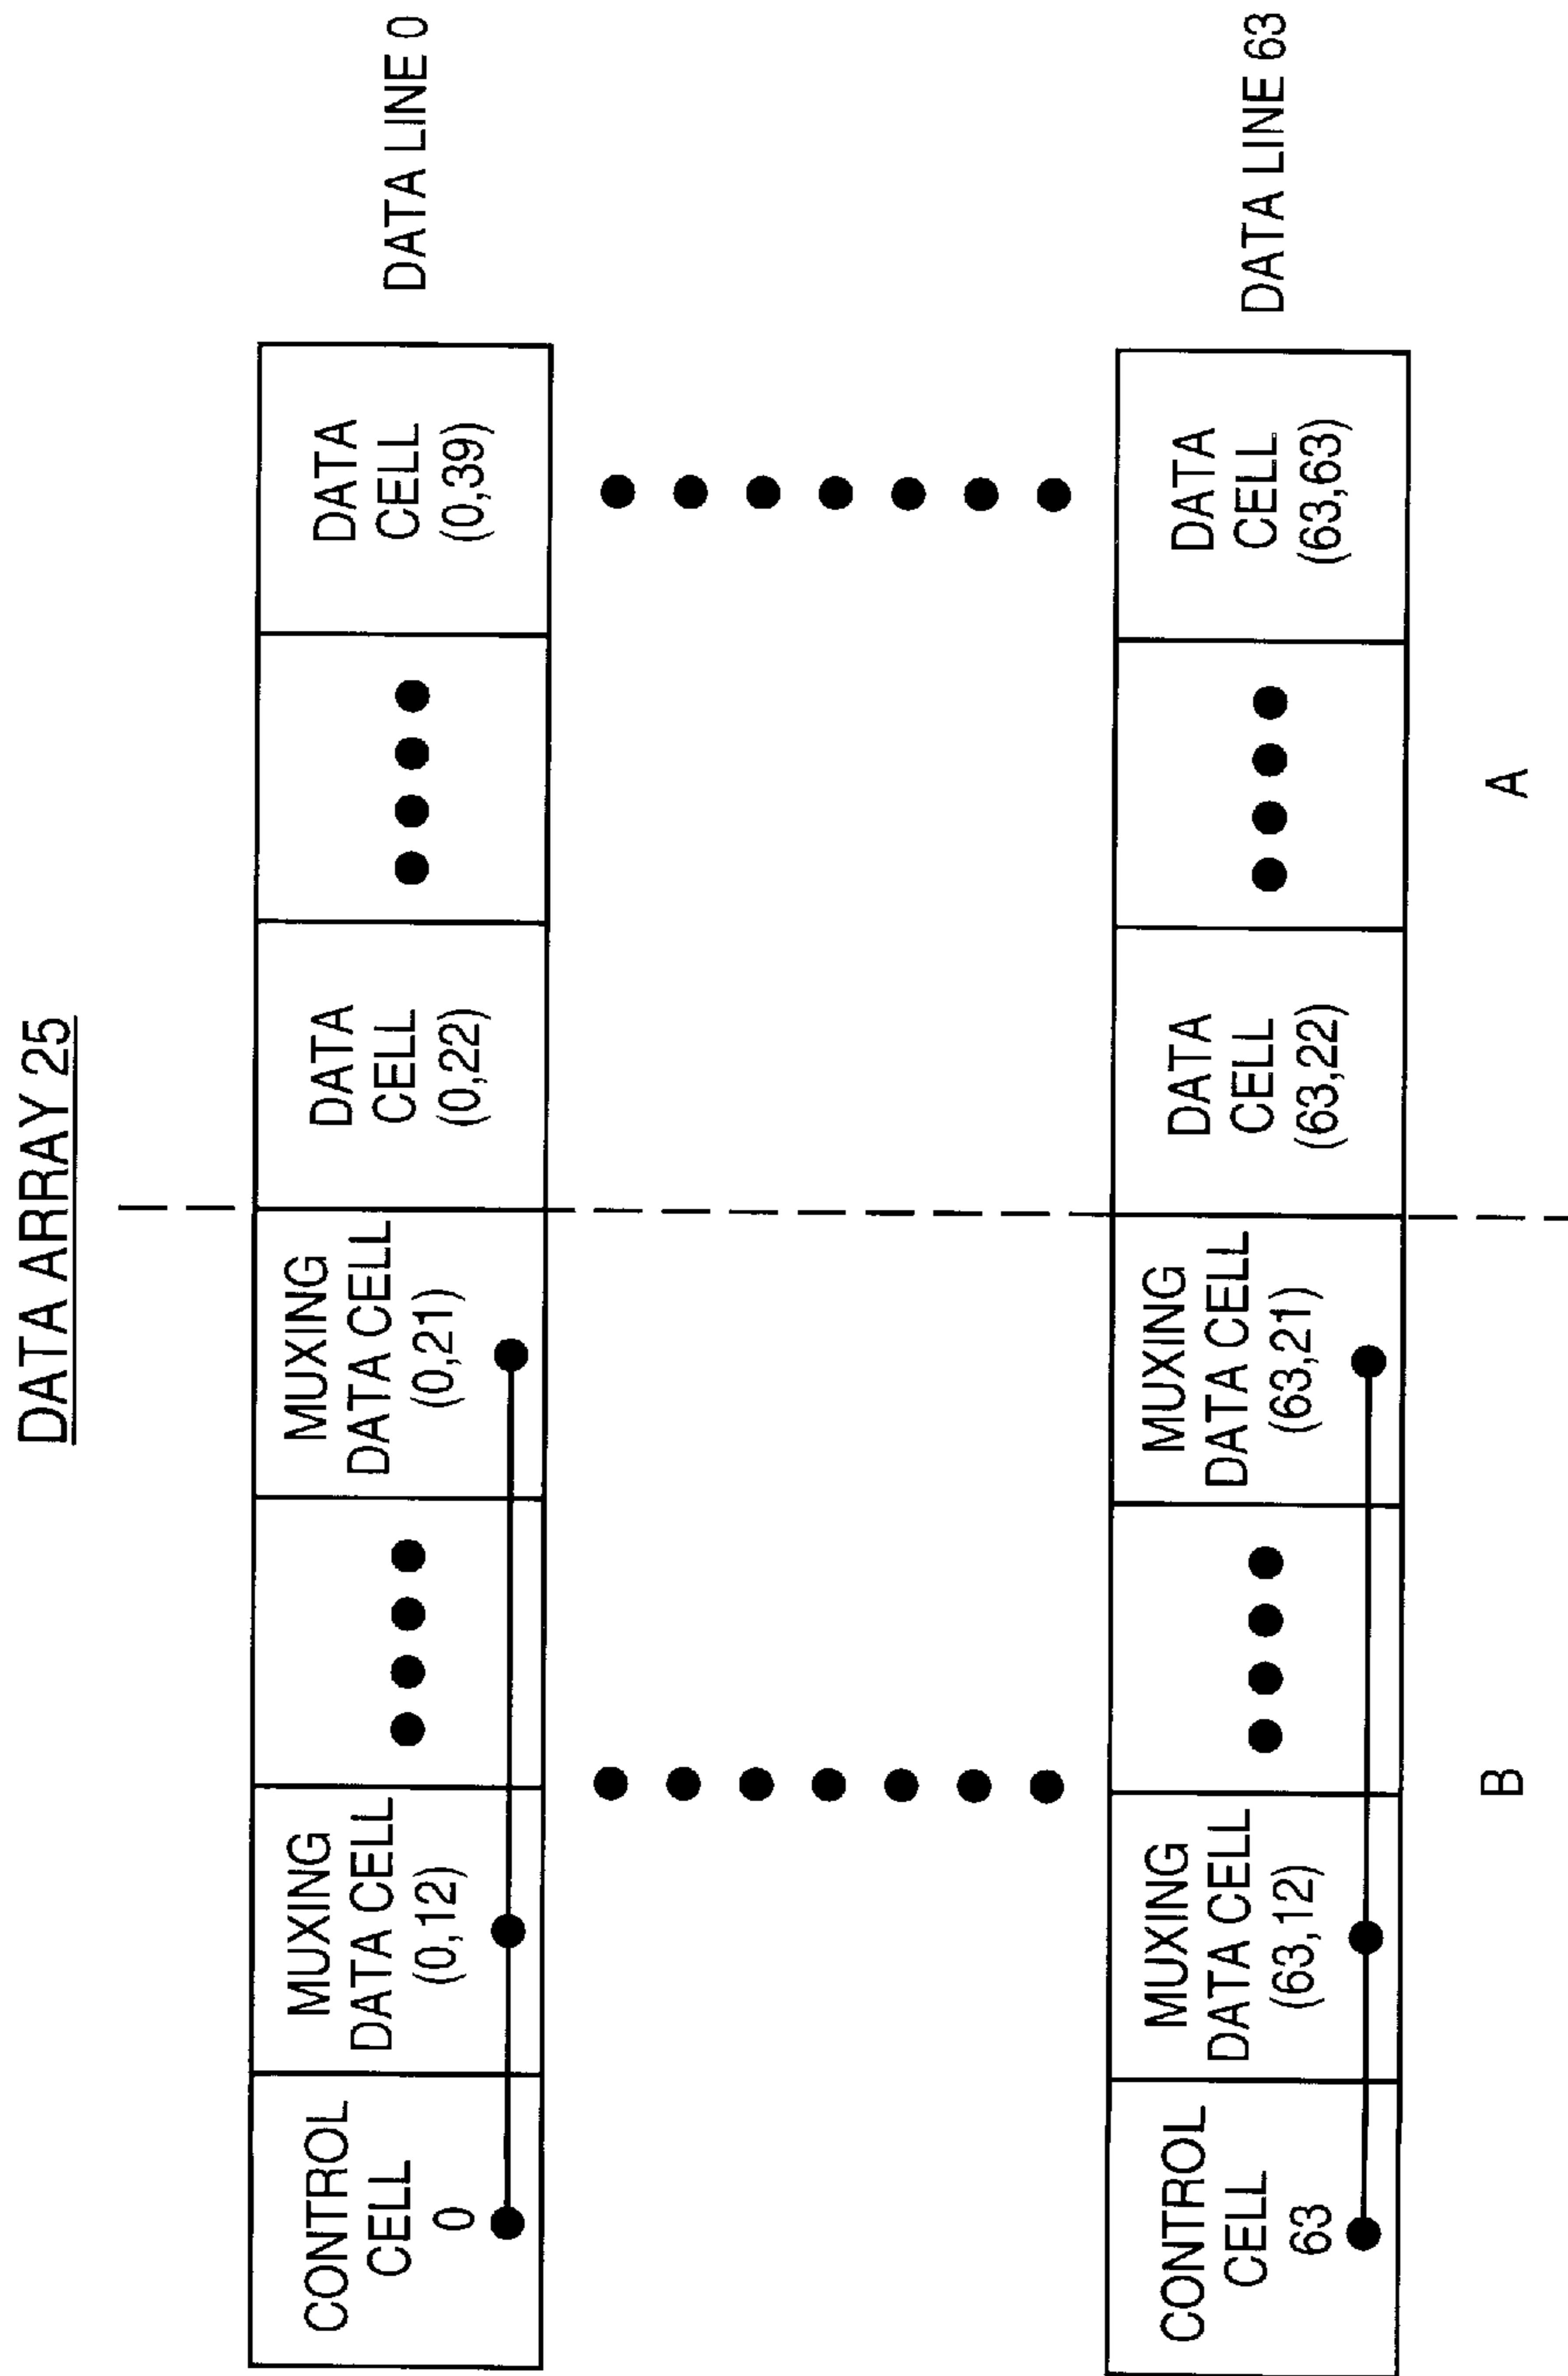 DATA ARRAY 25
CONTROL
CELL
0
MUXING
DATA CELL
(0,12)
MUXING
DATA CELL
(0,21)
DATA
CELL
(0,22)
DATA
CELL
(0,39)
DATA LINE 0
CONTROL
CELL
63
MUXING
DATA CELL
(63,12)
MUXING
DATA CELL
(63,21)
DATA
CELL
(63,22)
DATA
CELL
(63,63)
DATA LINE 63
B
A